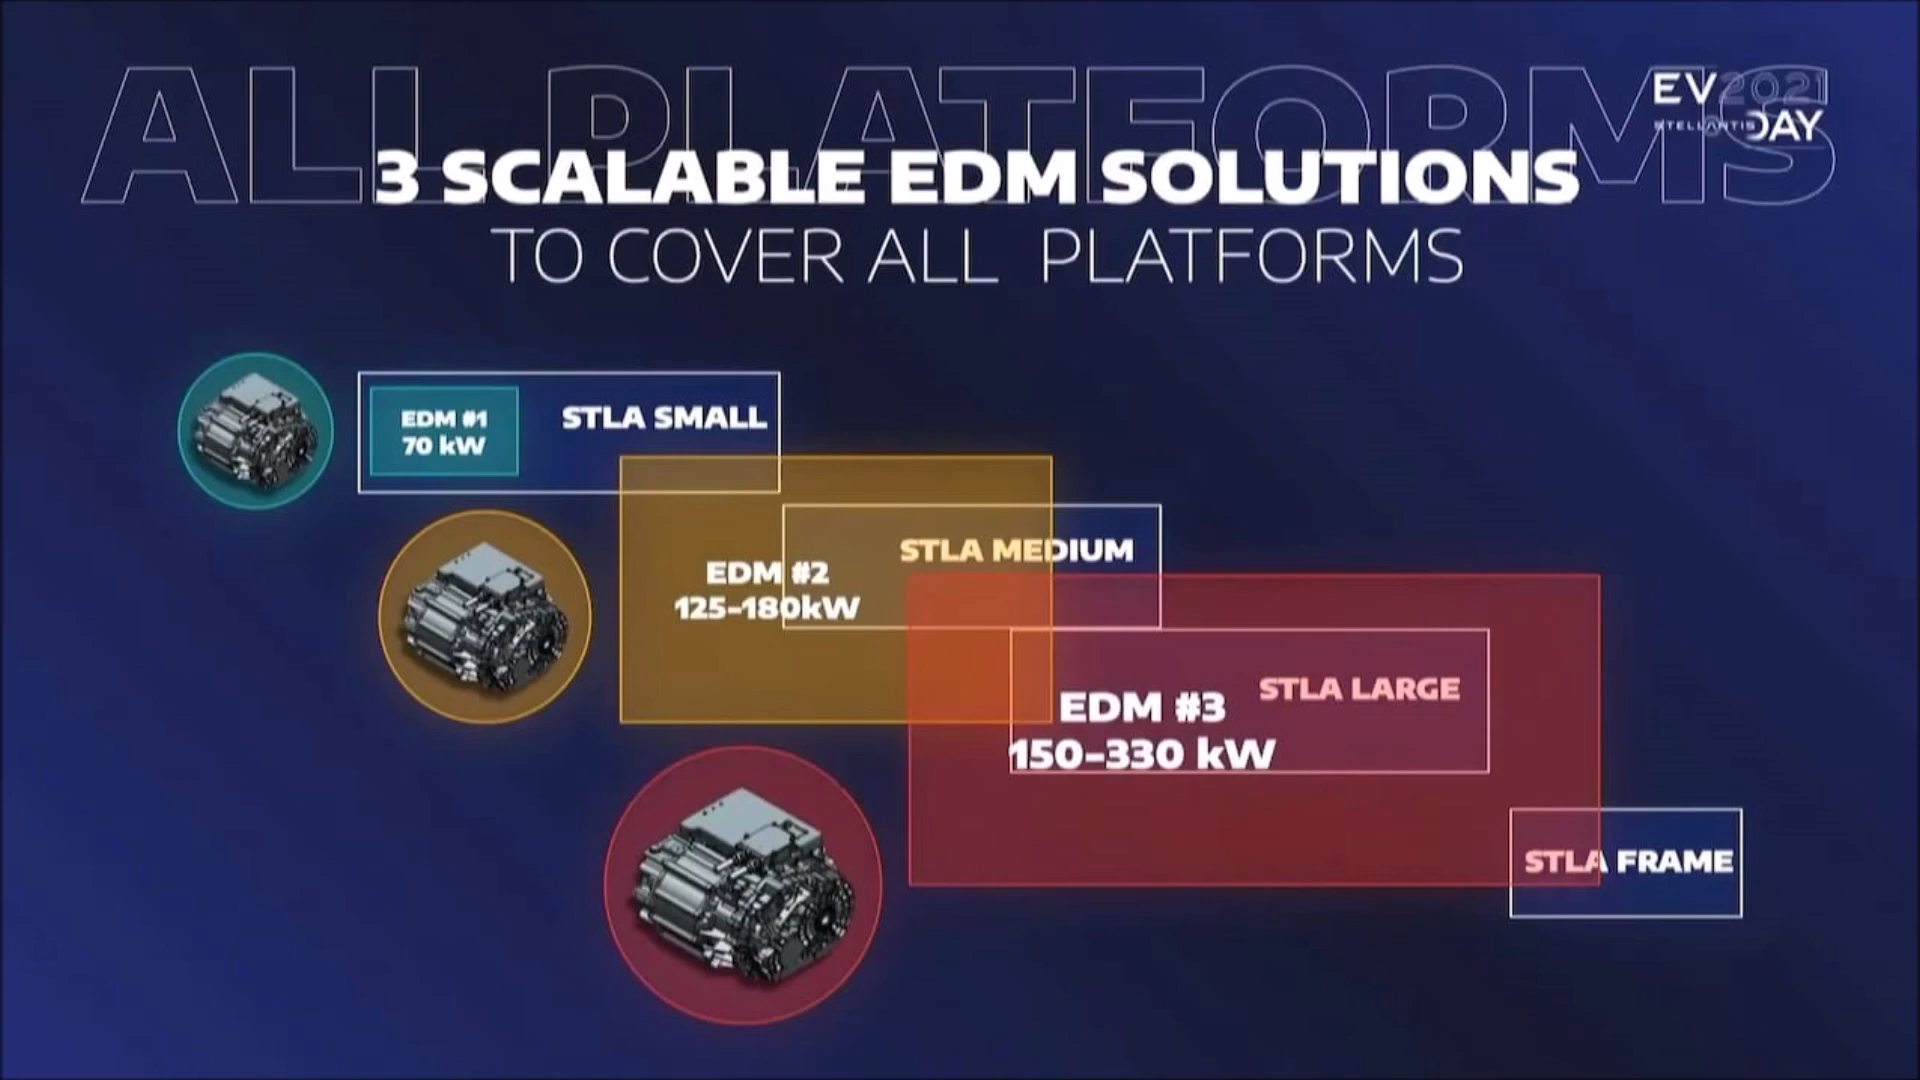 ALL PLATFORMS
EV 2021
STELLANTIS DAY
3 SCALABLE EDM SOLUTIONS
TO COVER ALL PLATFORMS
EDM #1
70 kW
STLA SMALL
STLA MEDIUM
EDM #2
125-180kW
STLA LARGE
EDM #3
150-330 kW
STLA FRAME